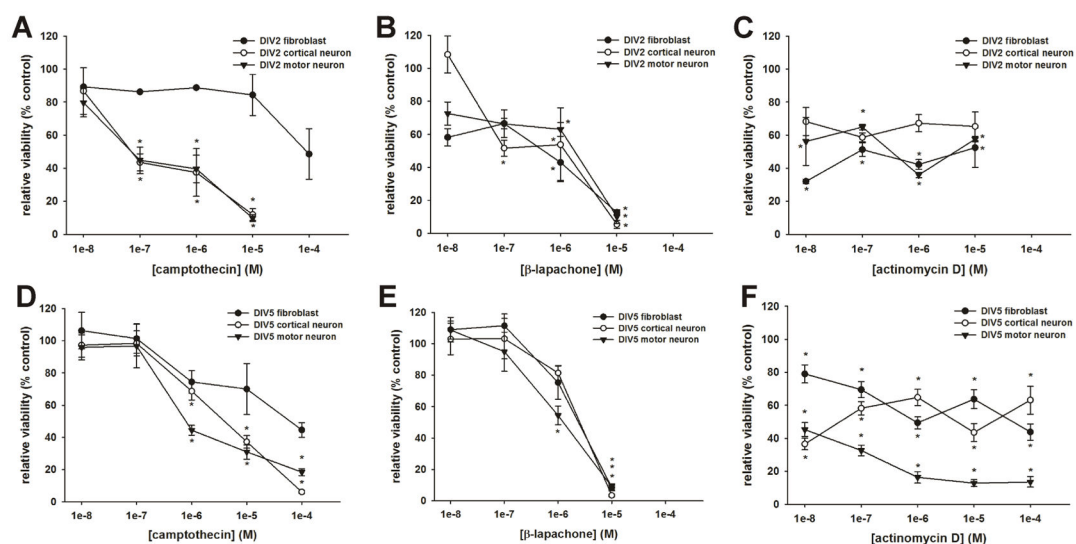 A
DIV2 fibroblast
DIV2 cortical neuron
DIV2 motor neuron
relative viability (% control)
120
100
80
60
40
20
0
* *
* *
* *
1e-8 1e-7 1e-6 1e-5 1e-4
[camptothecin] (M)
B
DIV2 fibroblast
DIV2 cortical neuron
DIV2 motor neuron
relative viability (% control)
120
100
80
60
40
20
0
*
* * *
* * *
1e-8 1e-7 1e-6 1e-5 1e-4
[β-lapachone] (M)
C
DIV2 fibroblast
DIV2 cortical neuron
DIV2 motor neuron
relative viability (% control)
120
100
80
60
40
20
0
* *
*
* *
* *
1e-8 1e-7 1e-6 1e-5 1e-4
[actinomycin D] (M)
D
DIV5 fibroblast
DIV5 cortical neuron
DIV5 motor neuron
relative viability (% control)
120
100
80
60
40
20
0
* *
* *
* *
1e-8 1e-7 1e-6 1e-5 1e-4
[camptothecin] (M)
E
DIV5 fibroblast
DIV5 cortical neuron
DIV5 motor neuron
relative viability (% control)
120
100
80
60
40
20
0
*
* * *
1e-8 1e-7 1e-6 1e-5 1e-4
[β-lapachone] (M)
F
DIV5 fibroblast
DIV5 cortical neuron
DIV5 motor neuron
relative viability (% control)
120
100
80
60
40
20
0
* * *
* * *
* * *
* * *
* * *
1e-8 1e-7 1e-6 1e-5 1e-4
[actinomycin D] (M)